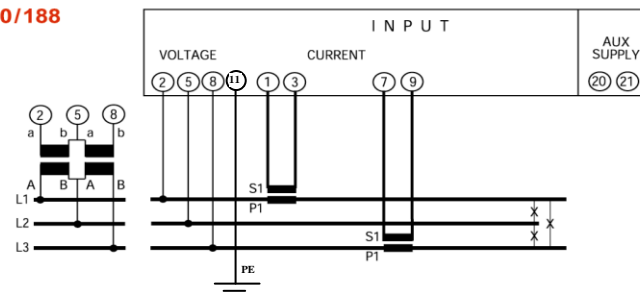 0/188
INPUT
VOLTAGE CURRENT AUX
SUPPLY
2 5 8 11 1 3 7 9 20 21
2 5 8
a b a b
A B A B
S1
L1
P1
L2
S1
L3
P1
PE